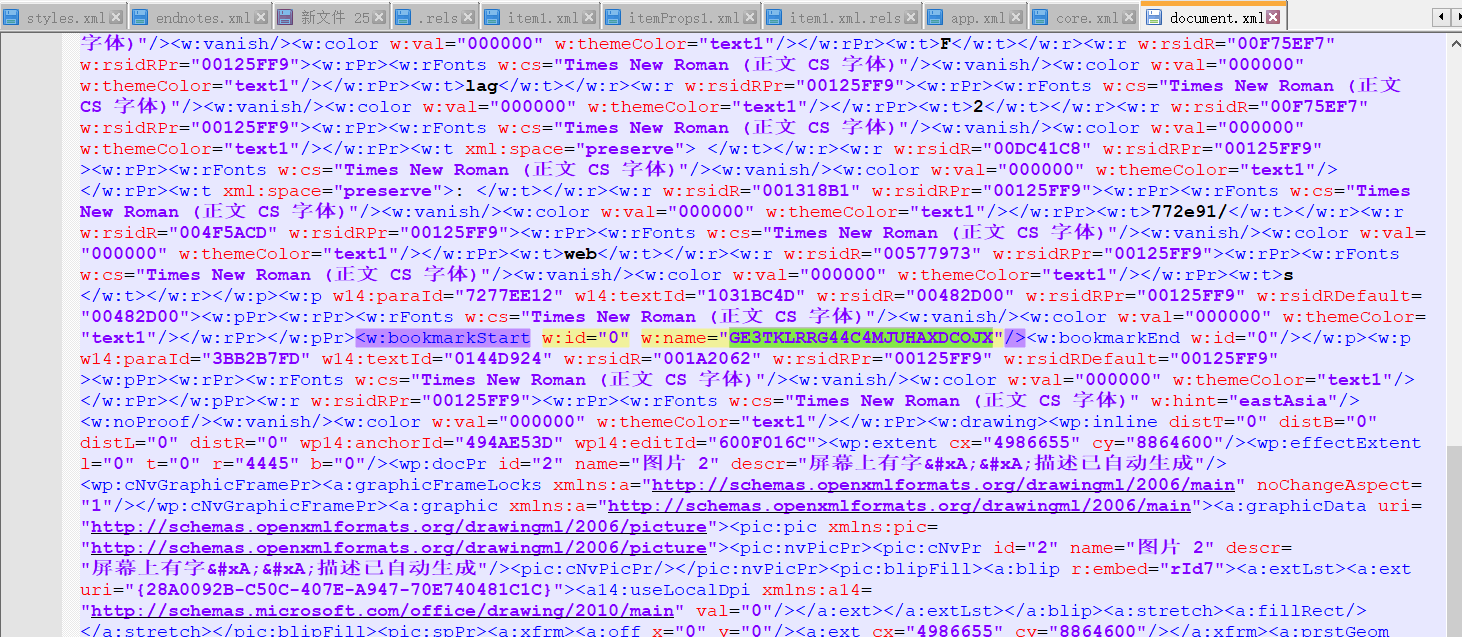 styles.xml endnotes.xml 新文件 25 .rels item1.xml itemProps1.xml item1.xml.rels app.xml core.xml document.xml
字体)"/><w:vanish/><w:color w:val="000000" w:themeColor="text1"/></w:rPr><w:t>F</w:t></w:r><w:r w:rsidR="00F75EF7"
w:rsidRPr="00125FF9"><w:rPr><w:rFonts w:cs="Times New Roman (正文 CS 字体)"/><w:vanish/><w:color w:val="000000"
w:themeColor="text1"/></w:rPr><w:t>lag</w:t></w:r><w:r w:rsidRPr="00125FF9"><w:rPr><w:rFonts w:cs="Times New Roman (正文
CS 字体)"/><w:vanish/><w:color w:val="000000" w:themeColor="text1"/></w:rPr><w:t>2</w:t></w:r><w:r w:rsidR="00F75EF7"
w:rsidRPr="00125FF9"><w:rPr><w:rFonts w:cs="Times New Roman (正文 CS 字体)"/><w:vanish/><w:color w:val="000000"
w:themeColor="text1"/></w:rPr><w:t xml:space="preserve"> </w:t></w:r><w:r w:rsidR="00DC41C8" w:rsidRPr="00125FF9"
><w:rPr><w:rFonts w:cs="Times New Roman (正文 CS 字体)"/><w:vanish/><w:color w:val="000000" w:themeColor="text1"/>
</w:rPr><w:t xml:space="preserve">: </w:t></w:r><w:r w:rsidR="001318B1" w:rsidRPr="00125FF9"><w:rPr><w:rFonts w:cs="Times
New Roman (正文 CS 字体)"/><w:vanish/><w:color w:val="000000" w:themeColor="text1"/></w:rPr><w:t>772e91/</w:t></w:r><w:r
w:rsidR="004F5ACD" w:rsidRPr="00125FF9"><w:rPr><w:rFonts w:cs="Times New Roman (正文 CS 字体)"/><w:vanish/><w:color w:val=
"000000" w:themeColor="text1"/></w:rPr><w:t>web</w:t></w:r><w:r w:rsidR="00577973" w:rsidRPr="00125FF9"><w:rPr><w:rFonts
w:cs="Times New Roman (正文 CS 字体)"/><w:vanish/><w:color w:val="000000" w:themeColor="text1"/></w:rPr><w:t>s
</w:t></w:r></w:p><w:p w14:paraId="7277EE12" w14:textId="1031BC4D" w:rsidR="00482D00" w:rsidRPr="00125FF9" w:rsidRDefault=
"00482D00"><w:pPr><w:rPr><w:rFonts w:cs="Times New Roman (正文 CS 字体)"/><w:vanish/><w:color w:val="000000" w:themeColor=
"text1"/></w:rPr></w:pPr><w:bookmarkStart w:id="0" w:name="GE3TKLRRG44C4MJUHAXDCOJX"/><w:bookmarkEnd w:id="0"/></w:p><w:p
w14:paraId="3BB2B7FD" w14:textId="0144D924" w:rsidR="001A2062" w:rsidRPr="00125FF9" w:rsidRDefault="00125FF9"
><w:pPr><w:rPr><w:rFonts w:cs="Times New Roman (正文 CS 字体)"/><w:vanish/><w:color w:val="000000" w:themeColor="text1"/>
</w:rPr></w:pPr><w:r w:rsidRPr="00125FF9"><w:rPr><w:rFonts w:cs="Times New Roman (正文 CS 字体)" w:hint="eastAsia"/>
<w:noProof/><w:vanish/><w:color w:val="000000" w:themeColor="text1"/></w:rPr><w:drawing><wp:inline distT="0" distB="0"
distL="0" distR="0" wp14:anchorId="494AE53D" wp14:editId="600F016C"><wp:extent cx="4986655" cy="8864600"/><wp:effectExtent
l="0" t="0" r="4445" b="0"/><wp:docPr id="2" name="图片 2" descr="屏幕上有字&#xA;&#xA;描述已自动生成"/>
<wp:cNvGraphicFramePr><a:graphicFrameLocks xmlns:a="http://schemas.openxmlformats.org/drawingml/2006/main" noChangeAspect=
"1"/></wp:cNvGraphicFramePr><a:graphic xmlns:a="http://schemas.openxmlformats.org/drawingml/2006/main"><a:graphicData uri=
"http://schemas.openxmlformats.org/drawingml/2006/picture"><pic:pic xmlns:pic=
"http://schemas.openxmlformats.org/drawingml/2006/picture"><pic:nvPicPr><pic:cNvPr id="2" name="图片 2" descr=
"屏幕上有字&#xA;&#xA;描述已自动生成"/><pic:cNvPicPr/></pic:nvPicPr><pic:blipFill><a:blip r:embed="rId7"><a:extLst><a:ext
uri="{28A0092B-C50C-407E-A947-70E740481C1C}"><a14:useLocalDpi xmlns:a14=
"http://schemas.microsoft.com/office/drawing/2010/main" val="0"/></a:ext></a:extLst></a:blip><a:stretch><a:fillRect/>
</a:stretch></pic:blipFill><pic:spPr><a:xfrm><a:off x="0" y="0"/><a:ext cx="4986655" cy="8864600"/></a:xfrm><a:prstGeom